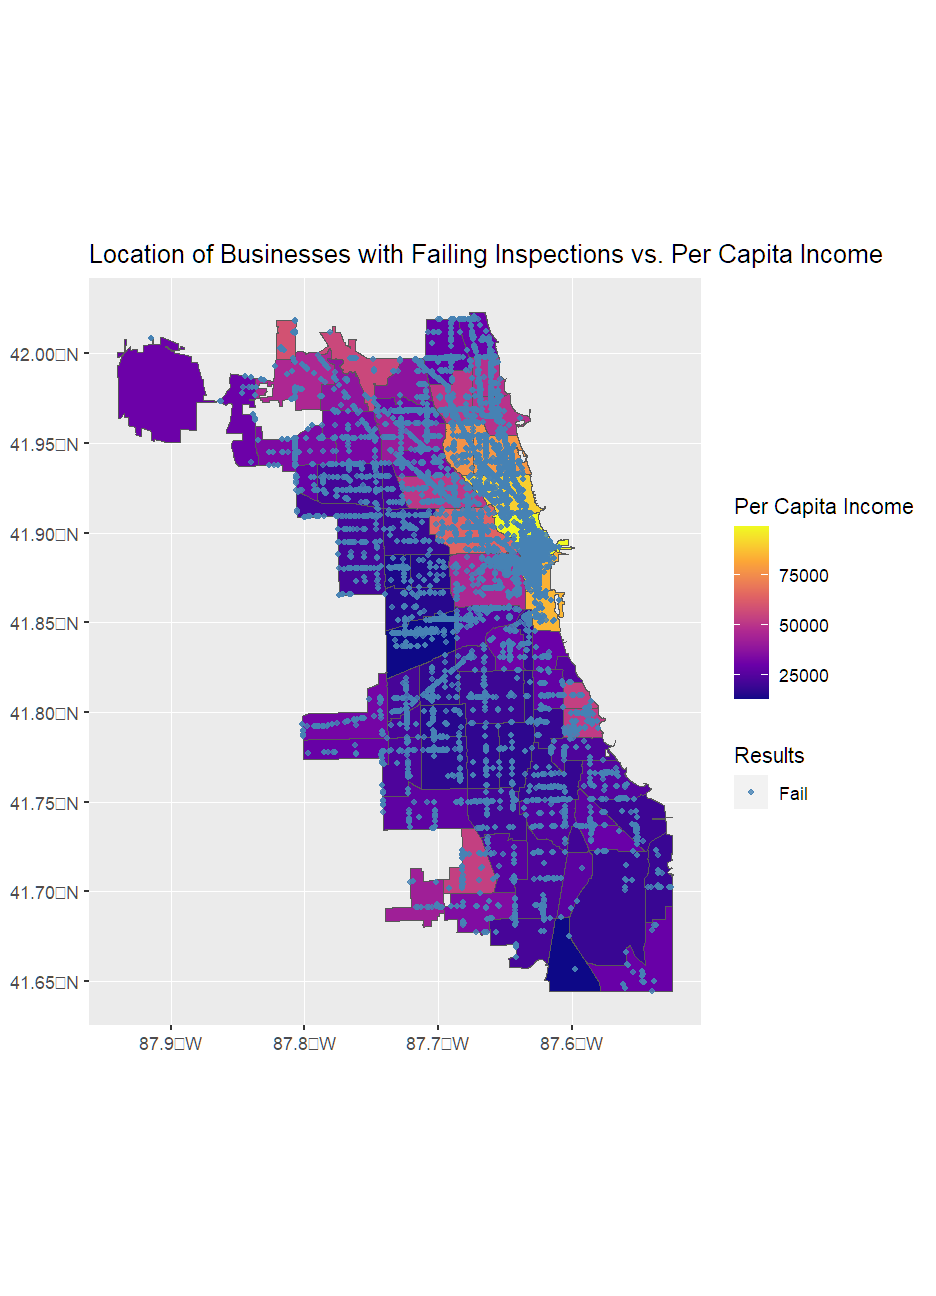 Location of Businesses with Failing Inspections vs. Per Capita Income
42.00□N
41.95□N
41.90□N
41.85□N
41.80□N
41.75□N
41.70□N
41.65□N
87.9□W
87.8□W
87.7□W
87.6□W
Per Capita Income
75000
50000
25000
Results
Fail